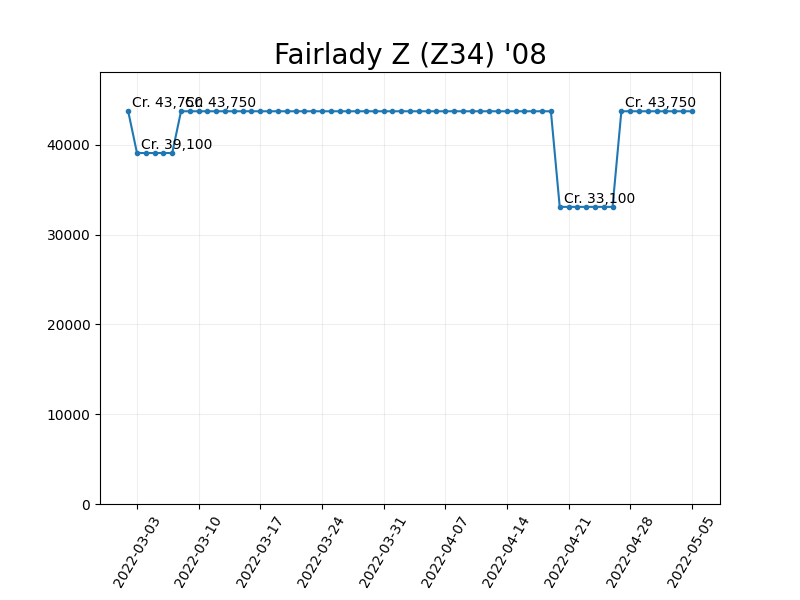 Fairlady Z (Z34) '08
Cr. 43,750
Cr. 43,750
Cr. 43,750
Cr. 39,100
Cr. 33,100
40000
30000
20000
10000
0
2022-03-03
2022-03-10
2022-03-17
2022-03-24
2022-03-31
2022-04-07
2022-04-14
2022-04-21
2022-04-28
2022-05-05